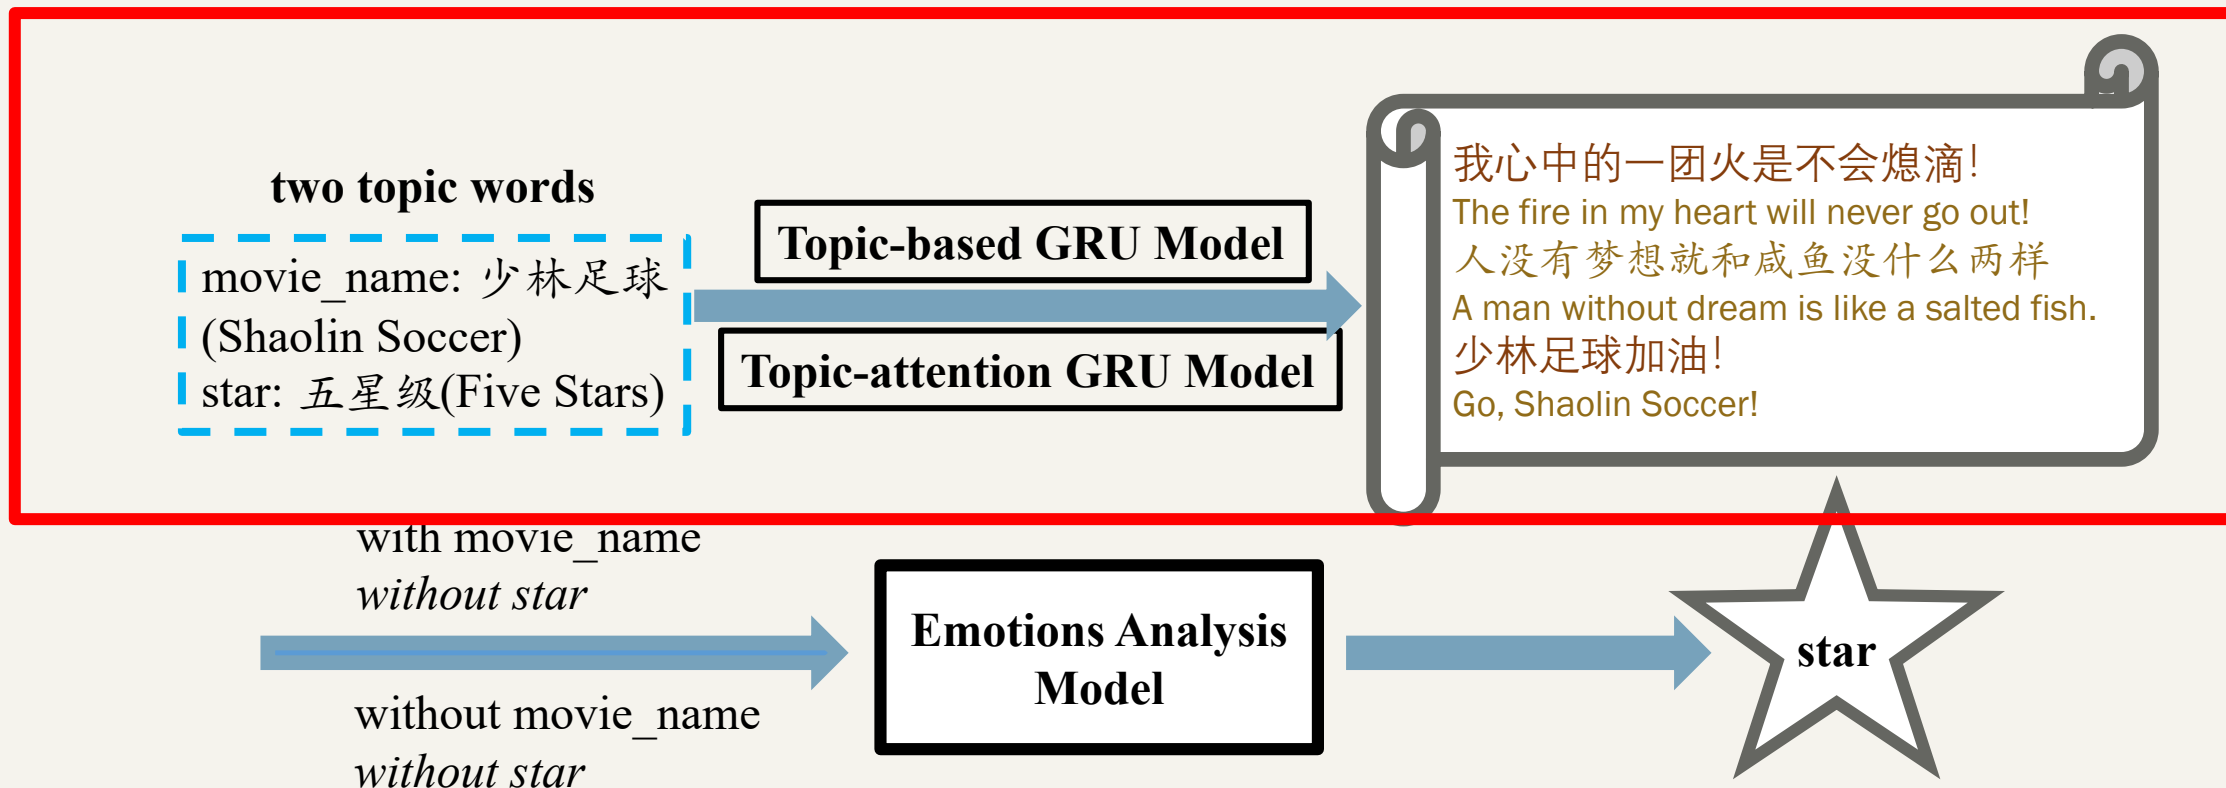 two topic words
movie_name: 少林足球
(Shaolin Soccer)
star: 五星级(Five Stars)
Topic-based GRU Model
Topic-attention GRU Model
我心中的一团火是不会熄滴!
The fire in my heart will never go out!
人没有梦想就和咸鱼没什么两样
A man without dream is like a salted fish.
少林足球加油!
Go, Shaolin Soccer!
with movie_name
without star
without movie_name
without star
Emotions Analysis
Model
star